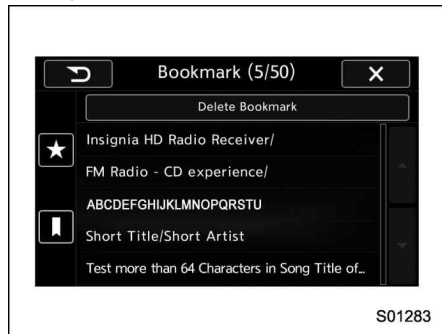 Bookmark (5/50)
Delete Bookmark
Insignia HD Radio Receiver/
FM Radio - CD experience/
ABCDEFGHIJKLMNOPQRSTU
Short Title/Short Artist
Test more than 64 Characters in Song Title of...
S01283